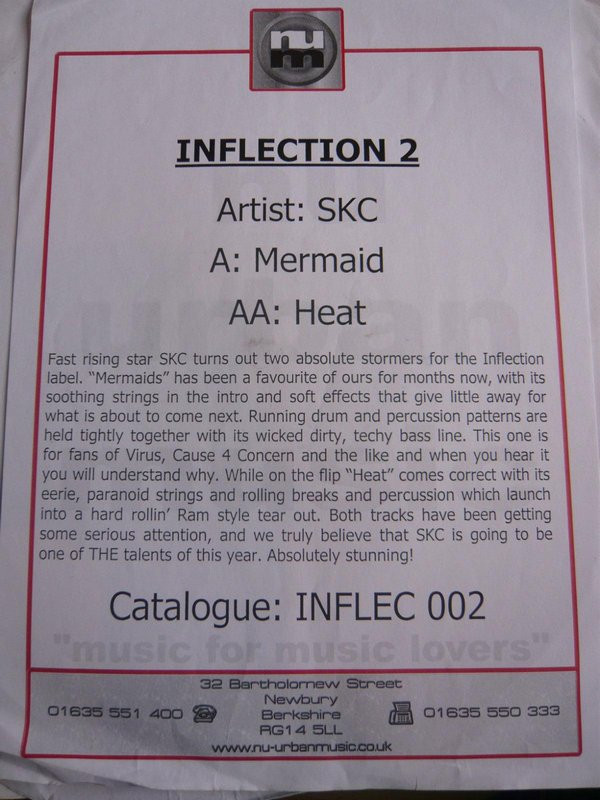 nu
m
INFLECTION 2
Artist: SKC
A: Mermaid
AA: Heat
urban
Fast rising star SKC turns out two absolute stormers for the Inflection
label. “Mermaids” has been a favourite of ours for months now, with its
soothing strings in the intro and soft effects that give little away for
what is about to come next. Running drum and percussion patterns are
held tightly together with its wicked dirty, techy bass line. This one is
for fans of Virus, Cause 4 Concern and the like and when you hear it
you will understand why. While on the flip “Heat” comes correct with its
eerie, paranoid strings and rolling breaks and percussion which launch
into a hard rollin’ Ram style tear out. Both tracks have been getting
some serious attention, and we truly believe that SKC is going to be
one of THE talents of this year. Absolutely stunning!
Catalogue: INFLEC 002
"music for music lovers"
32 Bartholomew Street
Newbury
01635 551 400 Berkshire 01635 550 333
RG14 5LL
www.nu-urbanmusic.co.uk